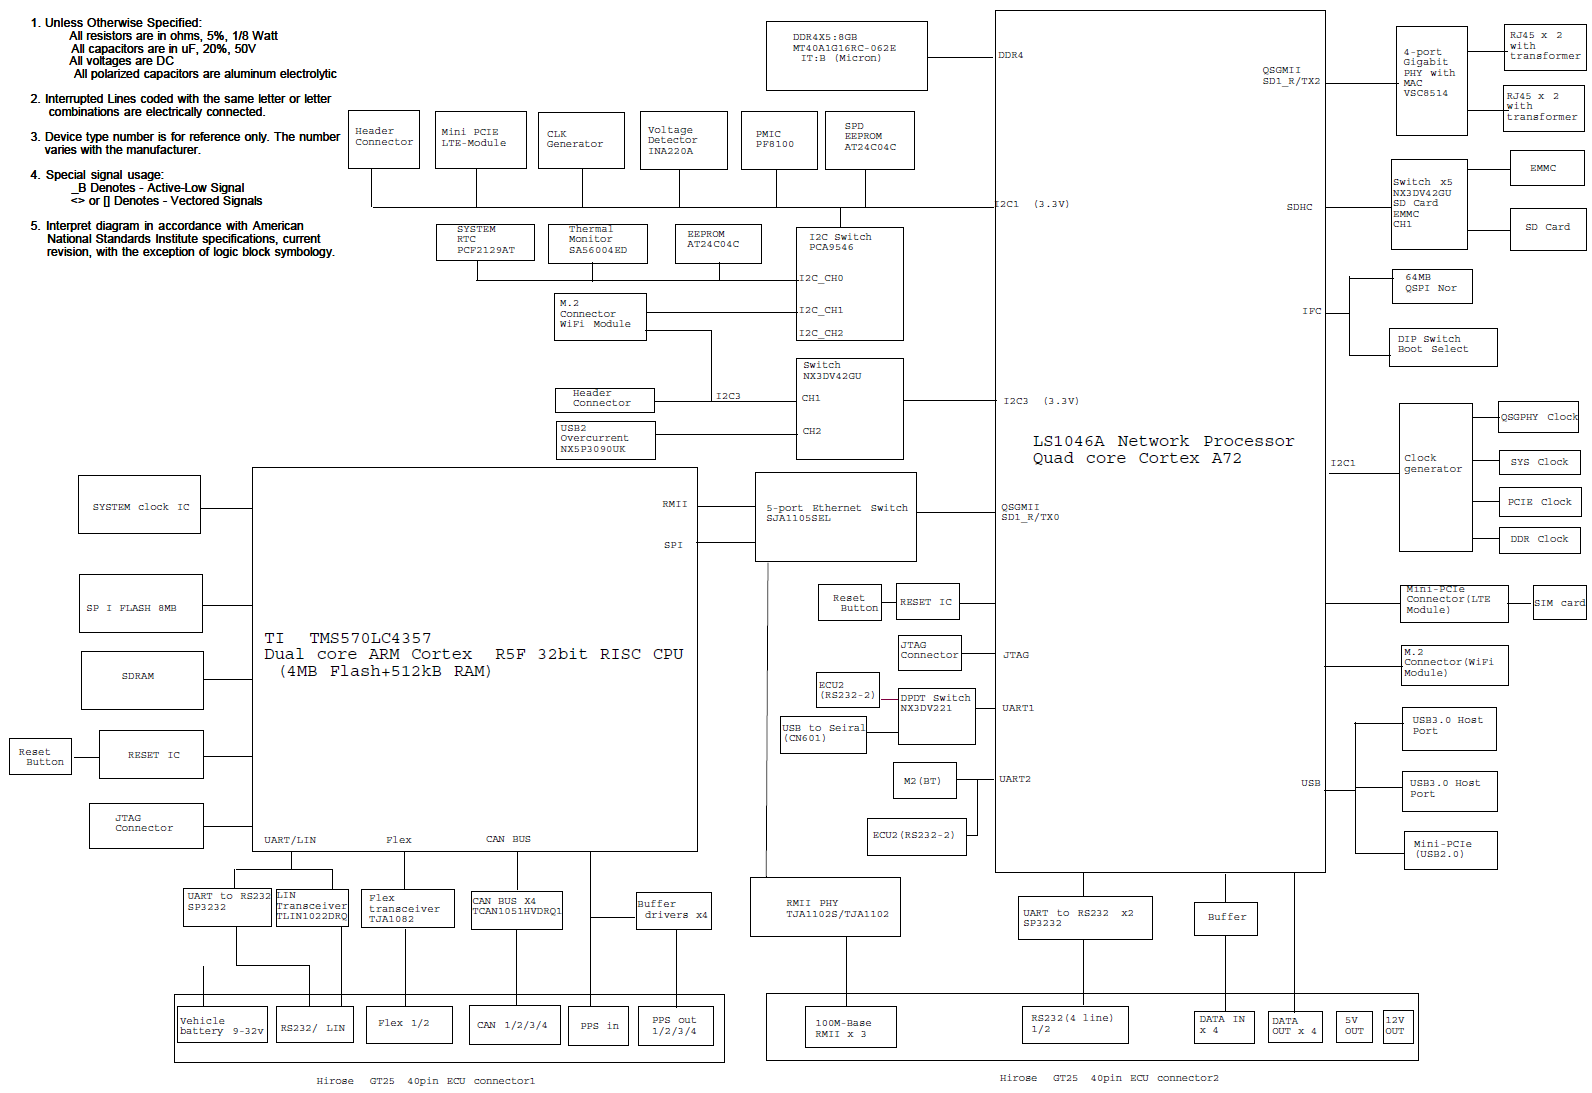 1. Unless Otherwise Specified:
All resistors are in ohms, 5%, 1/8 Watt
All capacitors are in uF, 20%, 50V
All voltages are DC
All polarized capacitors are aluminum electrolytic
2. Interrupted Lines coded with the same letter or letter
combinations are electrically connected.
3. Device type number is for reference only. The number
varies with the manufacturer.
4. Special signal usage:
_B Denotes - Active-Low Signal
<> or [] Denotes - Vectored Signals
5. Interpret diagram in accordance with American
National Standards Institute specifications, current
revision, with the exception of logic block symbology.
DDR4X5:8GB
MT40A1G16RC-062E
IT:B (Micron)
DDR4
QSGMII
SD1_R/TX2
4-port
Gigabit
PHY with
MAC
VSC8514
RJ45 x 2
with
transformer
RJ45 x 2
with
transformer
Header
Connector
Mini PCIE
LTE-Module
CLK
Generator
Voltage
Detector
INA220A
PMIC
PF8100
SPD
EEPROM
AT24C04C
I2C1 (3.3V)
SDHC
Switch x5
NX3DV42GU
SD Card
EMMC
CH1
EMMC
SD Card
SYSTEM
RTC
PCF2129AT
Thermal
Monitor
SA56004ED
EEPROM
AT24C04C
I2C Switch
PCA9546
I2C_CH0
I2C_CH1
I2C_CH2
M.2
Connector
WiFi Module
IFC
64MB
QSPI Nor
DIP Switch
Boot Select
Switch
NX3DV42GU
CH1
CH2
Header
Connector
I2C3
USB2
Overcurrent
NX5P3090UK
I2C3 (3.3V)
LS1046A Network Processor
Quad core Cortex A72
I2C1
Clock
generator
QSGPHY Clock
SYS Clock
PCIE Clock
DDR Clock
SYSTEM clock IC
RMII
SPI
5-port Ethernet Switch
SJA1105SEL
QSGMII
SD1_R/TX0
SP I FLASH 8MB
Reset
Button
RESET IC
Mini-PCIe
Connector(LTE
Module)
SIM card
TI TMS570LC4357
Dual core ARM Cortex R5F 32bit RISC CPU
(4MB Flash+512kB RAM)
JTAG
Connector
JTAG
M.2
Connector(WiFi
Module)
SDRAM
ECU2
(RS232-2)
DPDT Switch
NX3DV221
UART1
USB to Seiral
(CN601)
USB3.0 Host
Port
Reset
Button
RESET IC
M2(BT)
UART2
USB
USB3.0 Host
Port
JTAG
Connector
ECU2(RS232-2)
Mini-PCIe
(USB2.0)
UART/LIN
Flex
CAN BUS
UART to RS232
SP3232
LIN
Transceiver
TLIN1022DRQ
Flex
transceiver
TJA1082
CAN BUS X4
TCAN1051HVDRQ1
Buffer
drivers x4
RMII PHY
TJA1102S/TJA1102
UART to RS232 x2
SP3232
Buffer
Vehicle
battery 9-32v
RS232/ LIN
Flex 1/2
CAN 1/2/3/4
PPS in
PPS out
1/2/3/4
100M-Base
RMII x 3
RS232(4 line)
1/2
DATA IN
x 4
DATA
OUT x 4
5V
OUT
12V
OUT
Hirose GT25 40pin ECU connector1
Hirose GT25 40pin ECU connector2